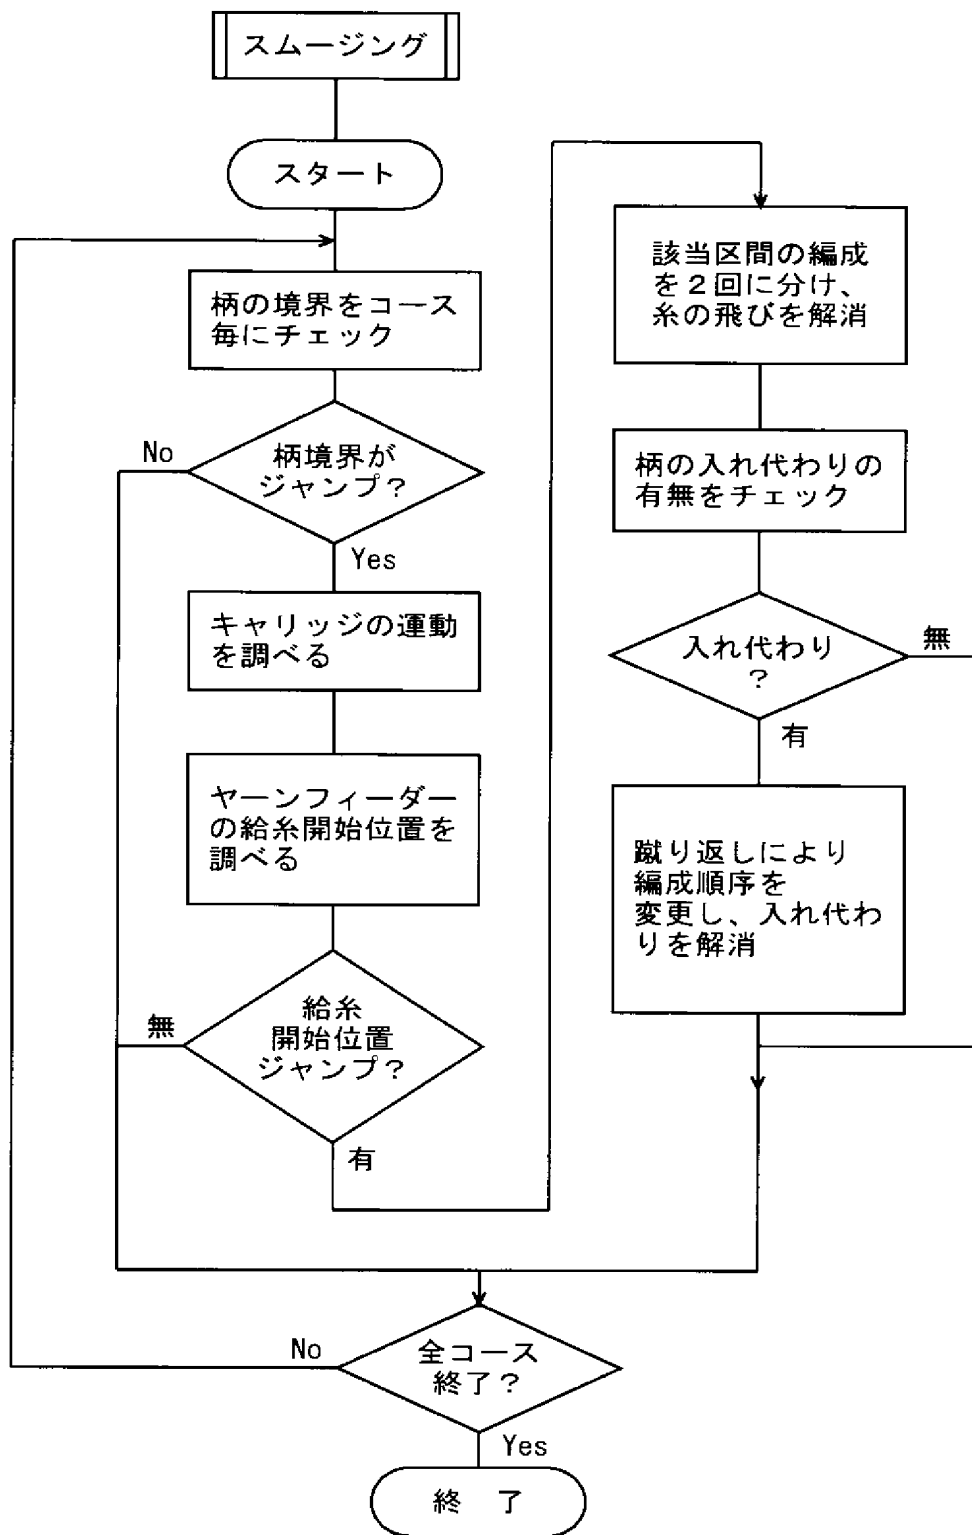 スムージング
スタート
柄の境界をコース
毎にチェック
No
柄境界が
ジャンプ?
Yes
キャリッジの運動
を調べる
ヤーンフィーダー
の給糸開始位置を
調べる
無
給糸
開始位置
ジャンプ?
有
該当区間の編成
を2回に分け、
糸の飛びを解消
柄の入れ代わりの
有無をチェック
入れ代わり
?
無
有
蹴り返しにより
編成順序を
変更し、入れ代わ
りを解消
No
全コース
終了?
Yes
終 了